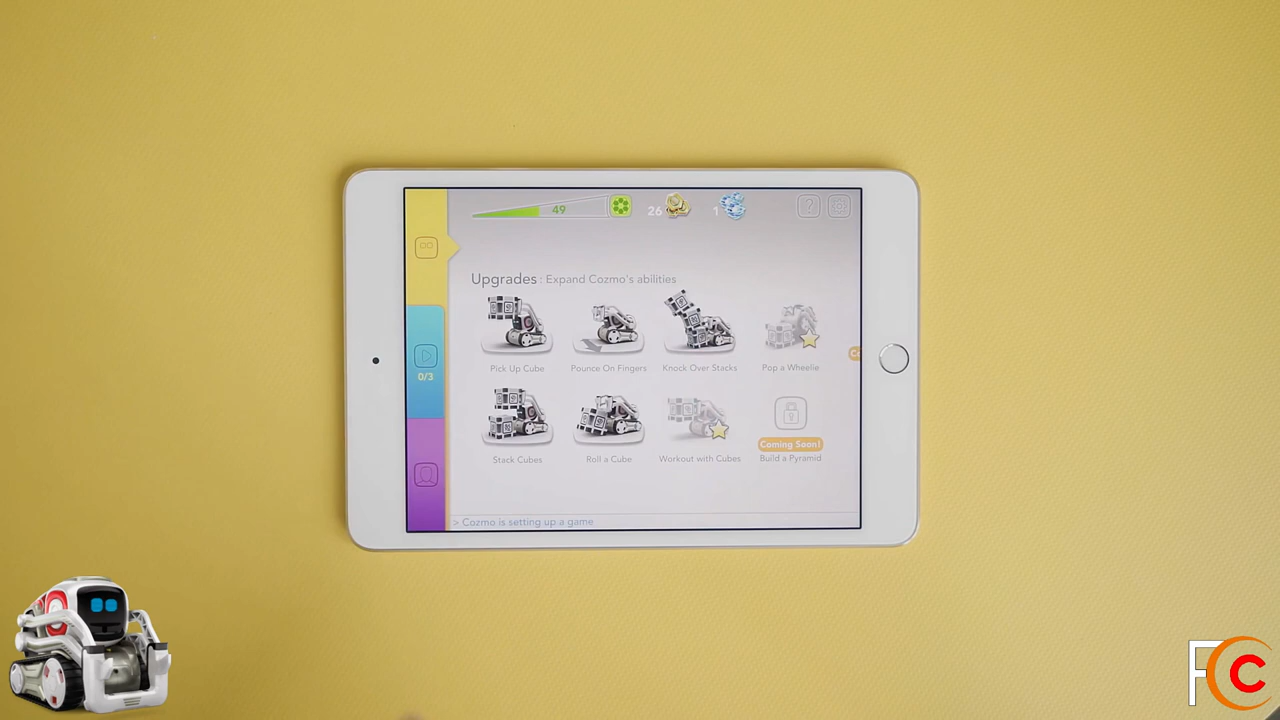 49
26
1
?
Upgrades : Expand Cozmo's abilities
Pick Up Cube
Pounce On Fingers
Knock Over Stacks
Pop a Wheelie
0/3
Stack Cubes
Roll a Cube
Workout with Cubes
Coming Soon!
Build a Pyramid
> Cozmo is setting up a game
FCC